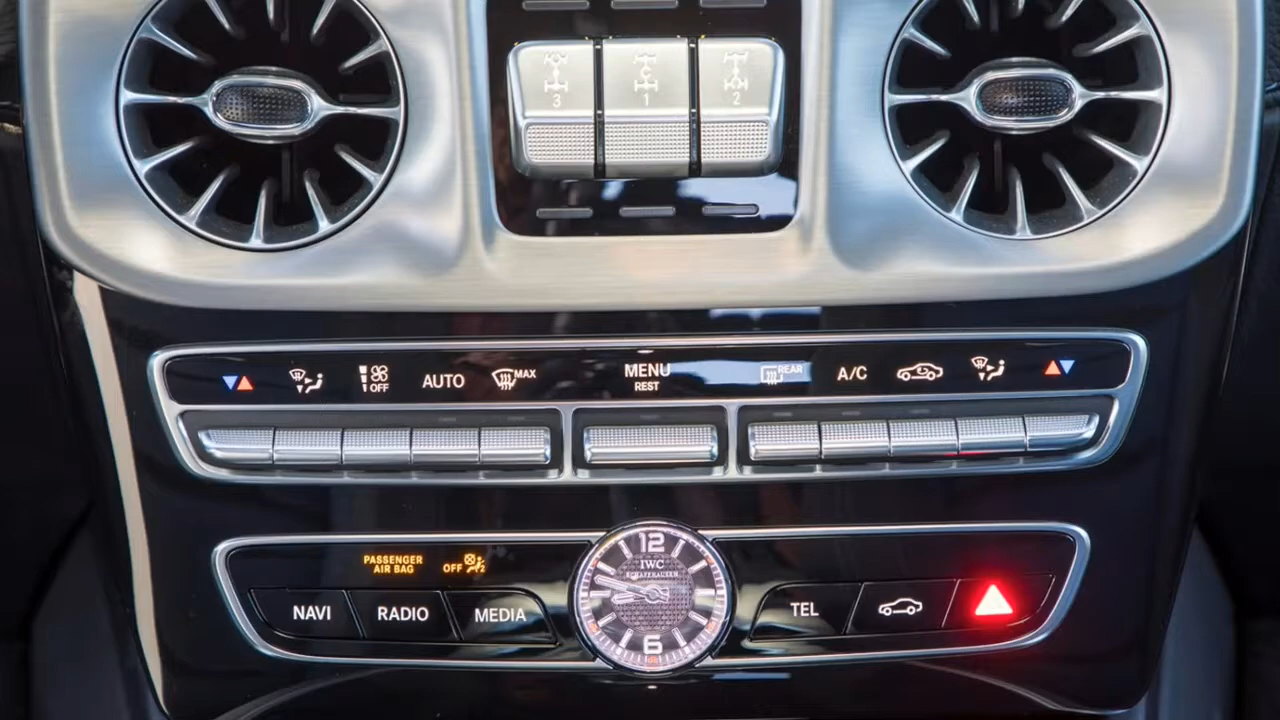 3 1 2
AUTO
MAX
MENU
REST
REAR
A/C
OFF
PASSENGER
AIR BAG
OFF
NAVI
RADIO
MEDIA
12
IWC
SCHAFFHAUSEN
6
TEL